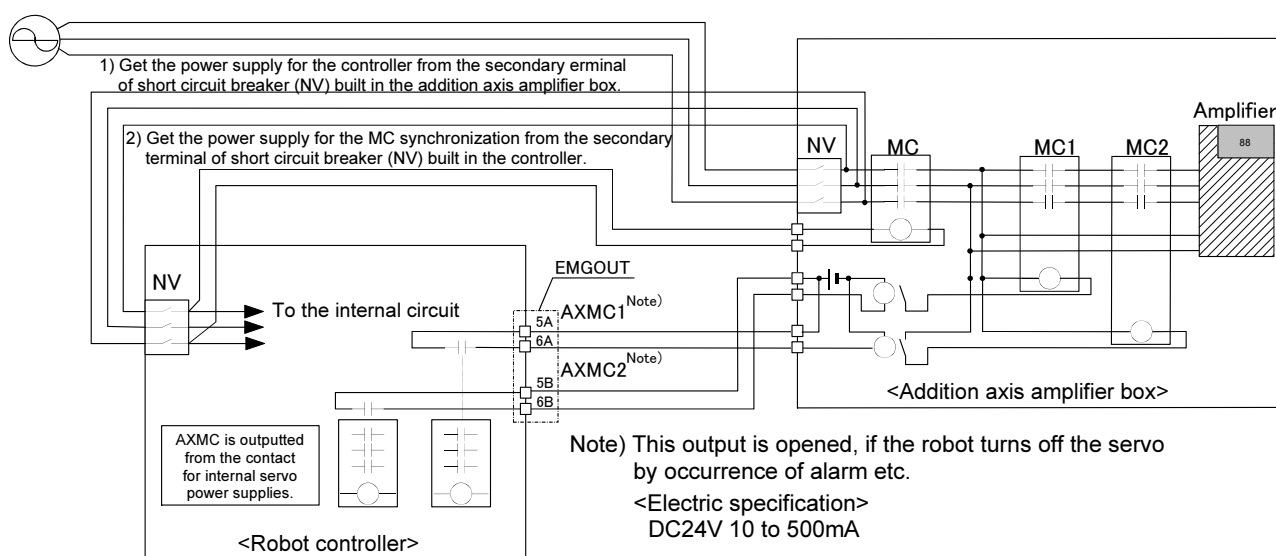 1) Get the power supply for the controller from the secondary erminal
of short circuit breaker (NV) built in the addition axis amplifier box.
2) Get the power supply for the MC synchronization from the secondary
terminal of short circuit breaker (NV) built in the controller.
Amplifier
88
NV
MC
MC1
MC2
NV
To the internal circuit
EMGOUT
5A
AXMC1 Note)
6A
AXMC2 Note)
5B
6B
<Addition axis amplifier box>
AXMC is outputted
from the contact
for internal servo
power supplies.
<Robot controller>
Note) This output is opened, if the robot turns off the servo
by occurrence of alarm etc.
<Electric specification>
DC24V 10 to 500mA